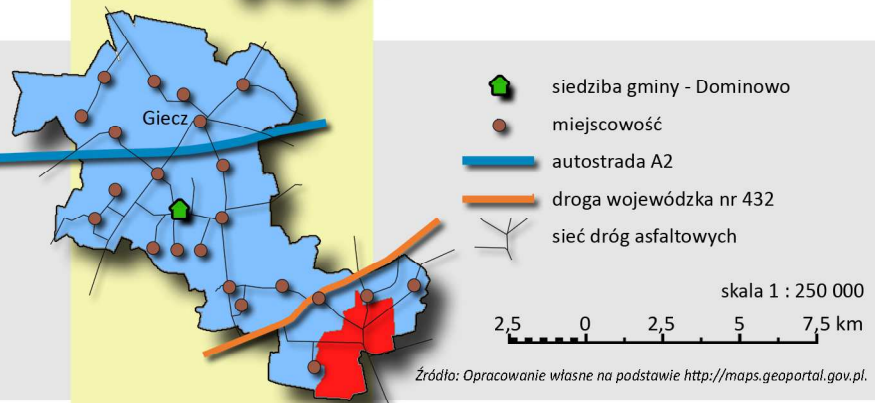 Giecz
siedziba gminy - Dominowo
miejscowość
autostrada A2
droga wojewódzka nr 432
sieć dróg asfaltowych
skala 1 : 250 000
2,5 0 2,5 5 7,5 km
Źródło: Opracowanie własne na podstawie http://maps.geoportal.gov.pl.